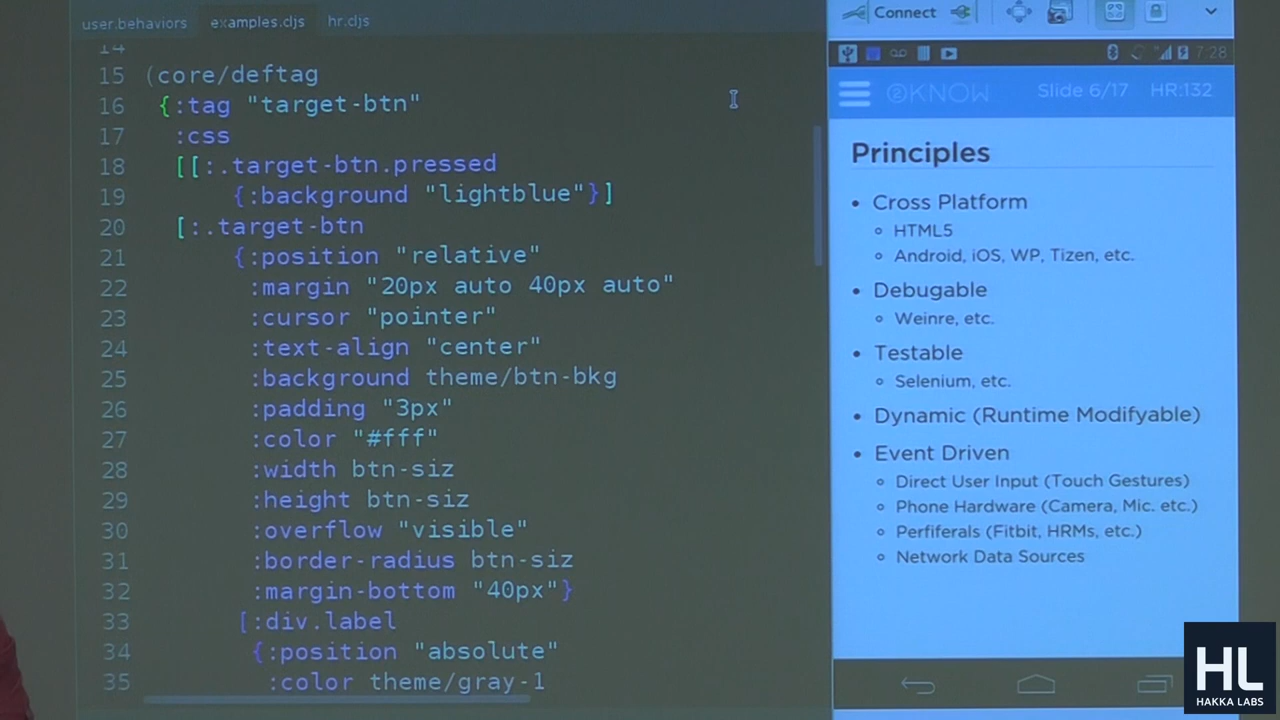 user.behaviors examples.cljs hr.cljs
14
15 (core/deftag
16 {:tag "target-btn"
17 :css
18 [[:.target-btn.pressed
19 {:background "lightblue"}]
20 [:.target-btn
21 {:position "relative"
22 :margin "20px auto 40px auto"
23 :cursor "pointer"
24 :text-align "center"
25 :background theme/btn-bkg
26 :padding "3px"
27 :color "#fff"
28 :width btn-siz
29 :height btn-siz
30 :overflow "visible"
31 :border-radius btn-siz
32 :margin-bottom "40px"}
33 [:div.label
34 {:position "absolute"
35 :color theme/gray-1
Connect
7:28
2KNOW Slide 6/17 HR:132
Principles
• Cross Platform
HTML5
Android, iOS, WP, Tizen, etc.
• Debugable
Weinre, etc.
• Testable
Selenium, etc.
• Dynamic (Runtime Modifyable)
• Event Driven
Direct User Input (Touch Gestures)
Phone Hardware (Camera, Mic. etc.)
Perfiferals (Fitbit, HRMs, etc.)
Network Data Sources
HL
HAKKA LABS